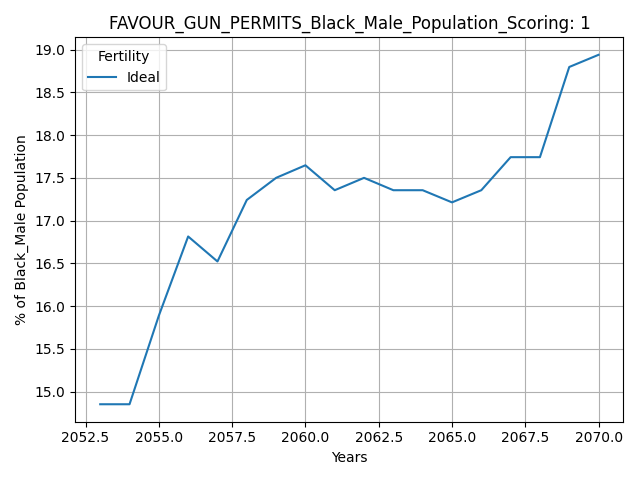 FAVOUR_GUN_PERMITS_Black_Male_Population_Scoring: 1
Fertility
Ideal
% of Black_Male Population
19.0
18.5
18.0
17.5
17.0
16.5
16.0
15.5
15.0
2052.5 2055.0 2057.5 2060.0 2062.5 2065.0 2067.5 2070.0
Years